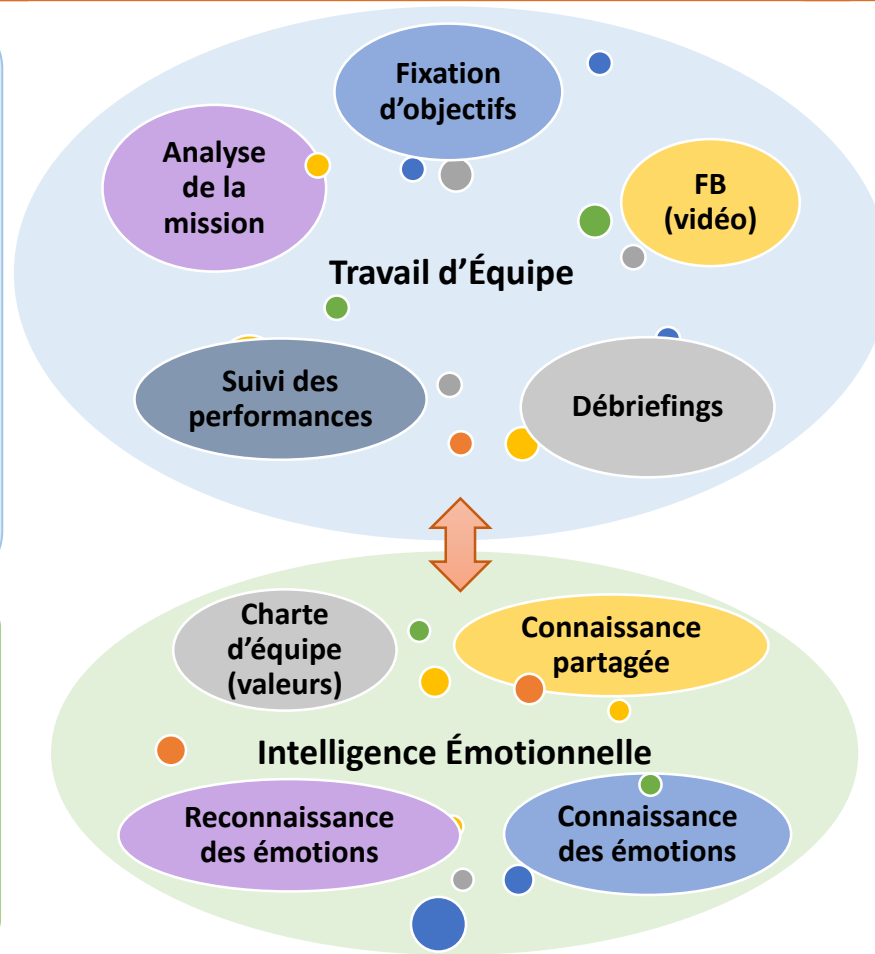 Fixation
d'objectifs
Analyse
de la
mission
FB
(vidéo)
Travail d'Équipe
Suivi des
performances
Débriefings
Charte
d'équipe
(valeurs)
Connaissance
partagée
Intelligence Émotionnelle
Reconnaissance
des émotions
Connaissance
des émotions